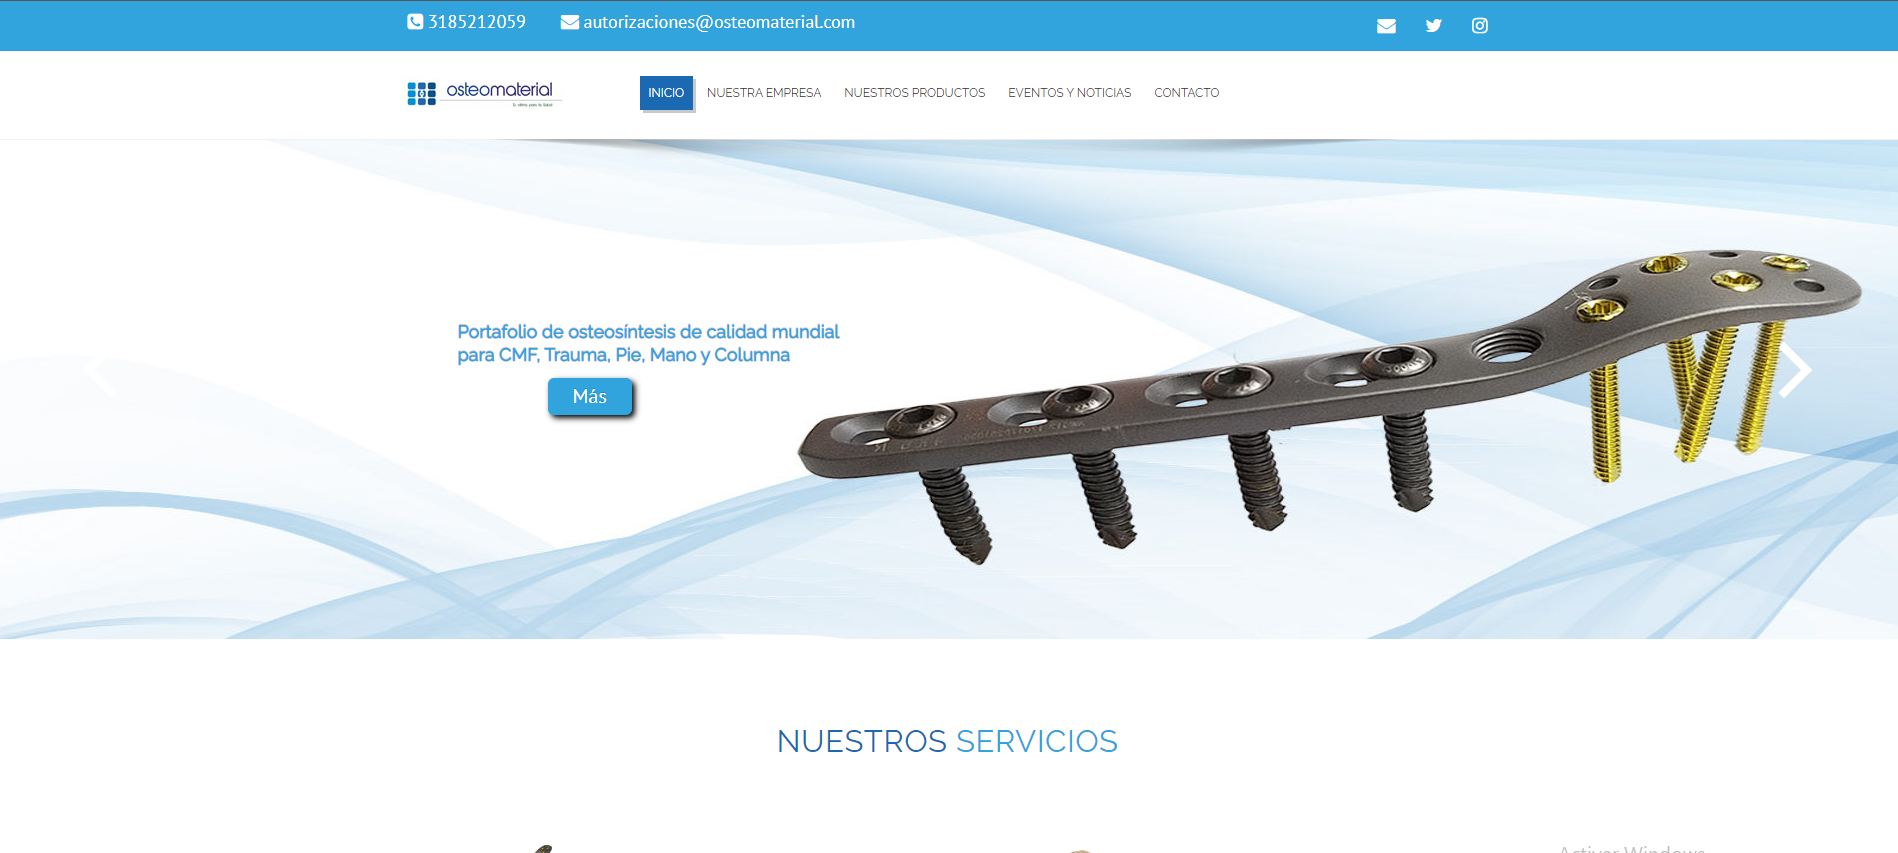 3185212059
autorizaciones@osteomaterial.com
osteomaterial
INICIO
NUESTRA EMPRESA
NUESTROS PRODUCTOS
EVENTOS Y NOTICIAS
CONTACTO
Portafolio de osteosíntesis de calidad mundial
para CMF, Trauma, Pie, Mano y Columna
Más
NUESTROS SERVICIOS
Activar Windows